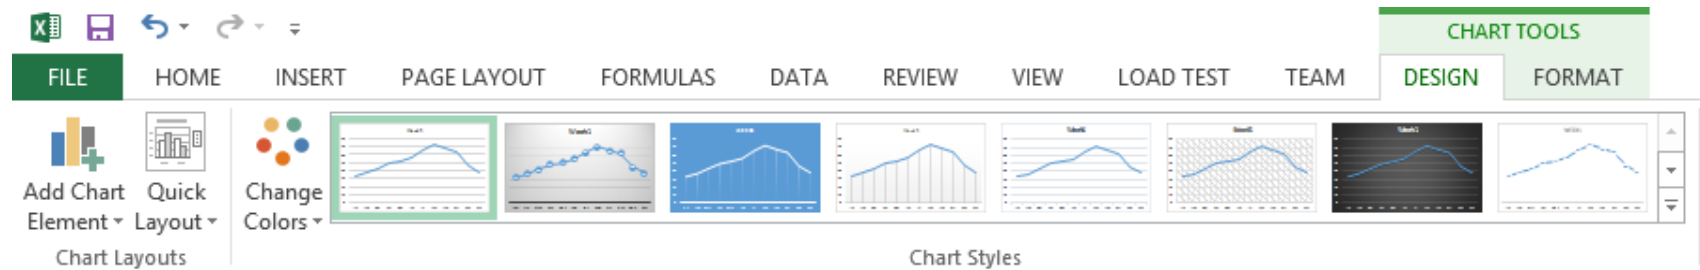 CHART TOOLS
FILE HOME INSERT PAGE LAYOUT FORMULAS DATA REVIEW VIEW LOAD TEST TEAM DESIGN FORMAT
Add Chart Quick Change
Element Layout Colors
Chart Layouts Chart Styles